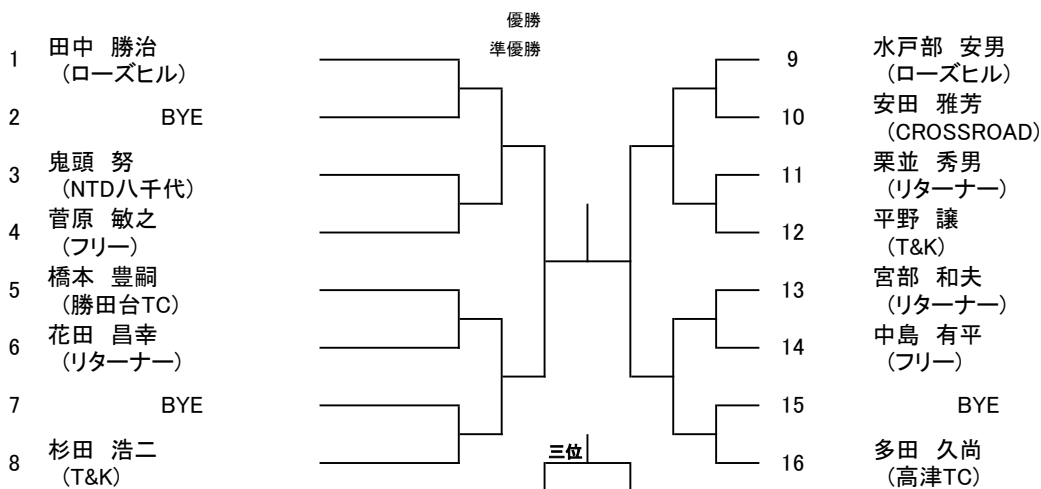 優勝
準優勝
1 田中 勝治
(ローズヒル)
2 BYE
3 鬼頭 努
(NTD八千代)
4 菅原 敏之
(フリー)
5 橋本 豊嗣
(勝田台TC)
6 花田 昌幸
(リターナー)
7 BYE
8 杉田 浩二
(T&K)
三位
9 水戸部 安男
(ローズヒル)
10 安田 雅芳
(CROSSROAD)
11 栗並 秀男
(リターナー)
12 平野 譲
(T&K)
13 宮部 和夫
(リターナー)
14 中島 有平
(フリー)
15 BYE
16 多田 久尚
(高津TC)